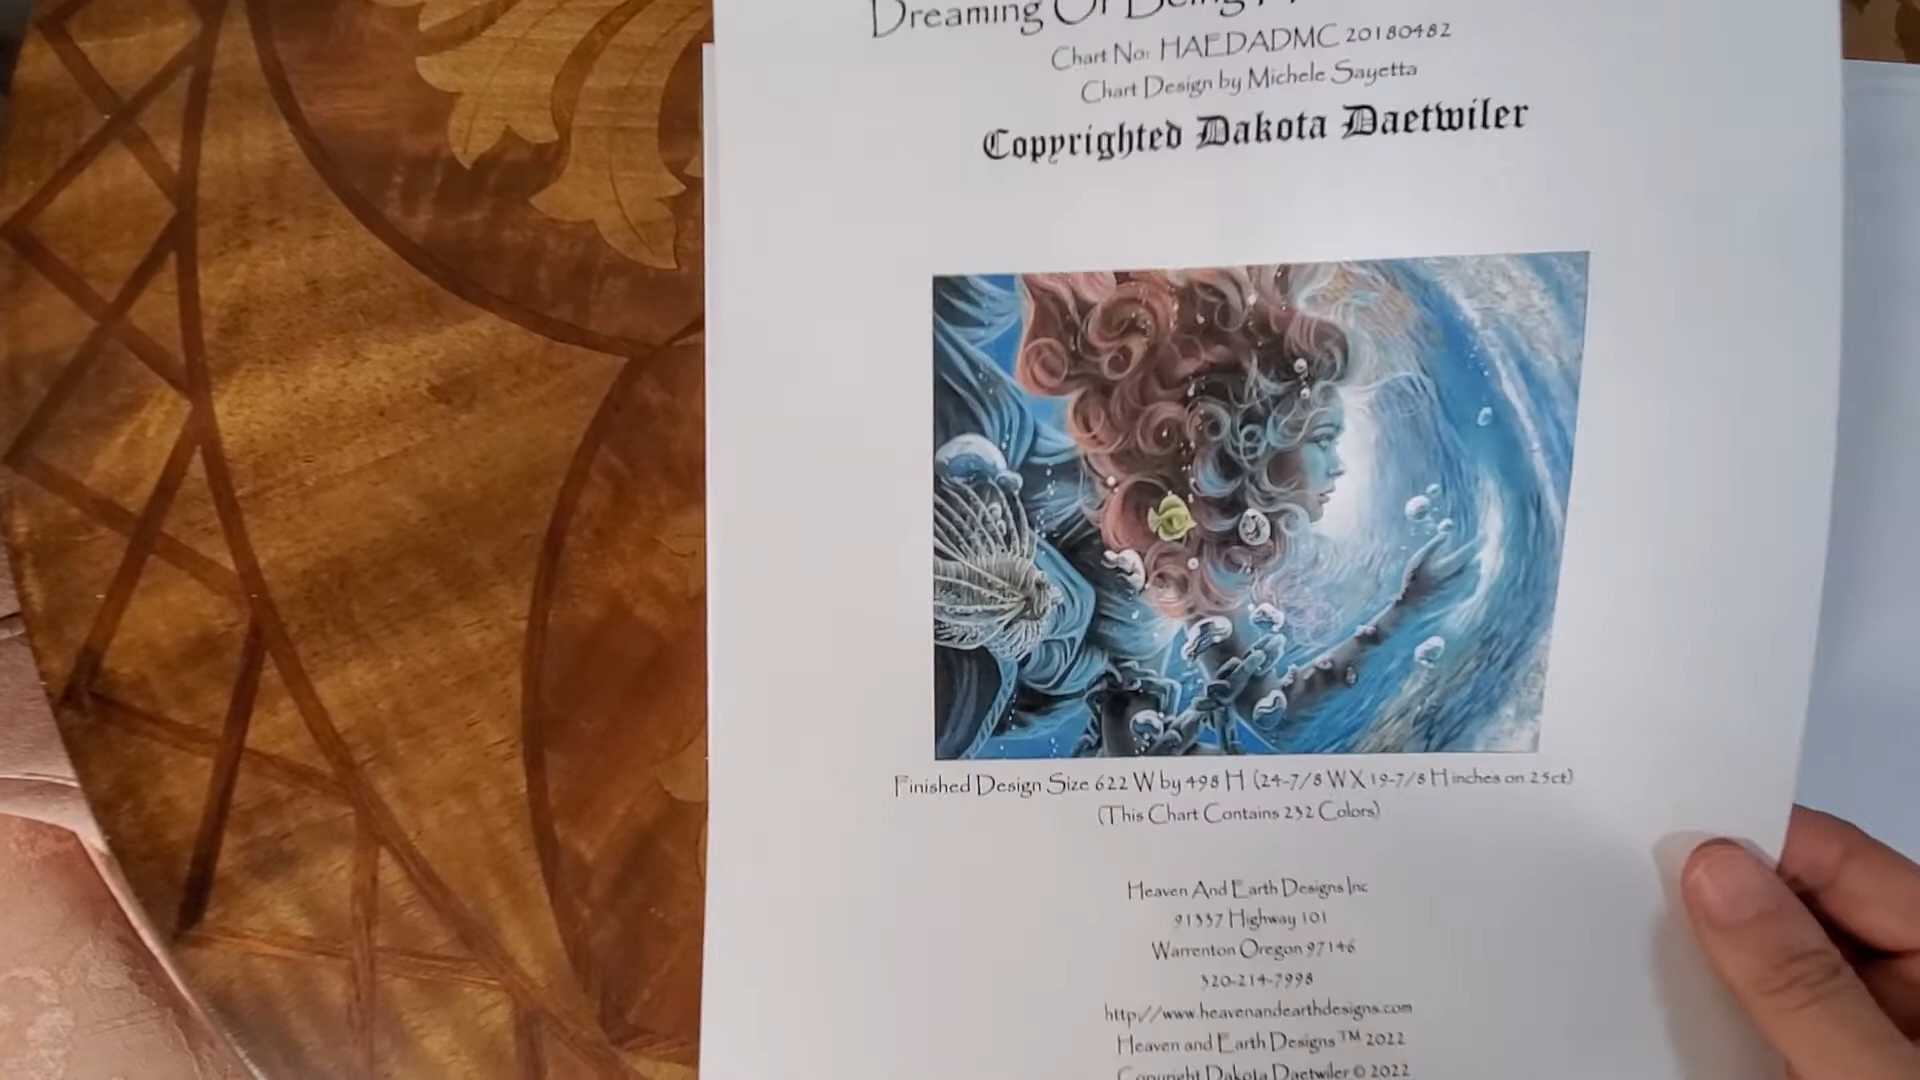 Dreaming Of Being
Chart No: HAEDADMC 20180482
Chart Design by Michele Sayetta
Copyrighted Dakota Daetwiler
Finished Design Size 622 W by 498 H (24-7/8 W X 19-7/8 H inches on 25ct)
(This Chart Contains 232 Colors)
Heaven And Earth Designs Inc
91337 Highway 101
Warrenton Oregon 97146
320-214-7998
http://www.heavenandearthdesigns.com
Heaven and Earth Designs ™ 2022
Copyright Dakota Daetwiler © 2022